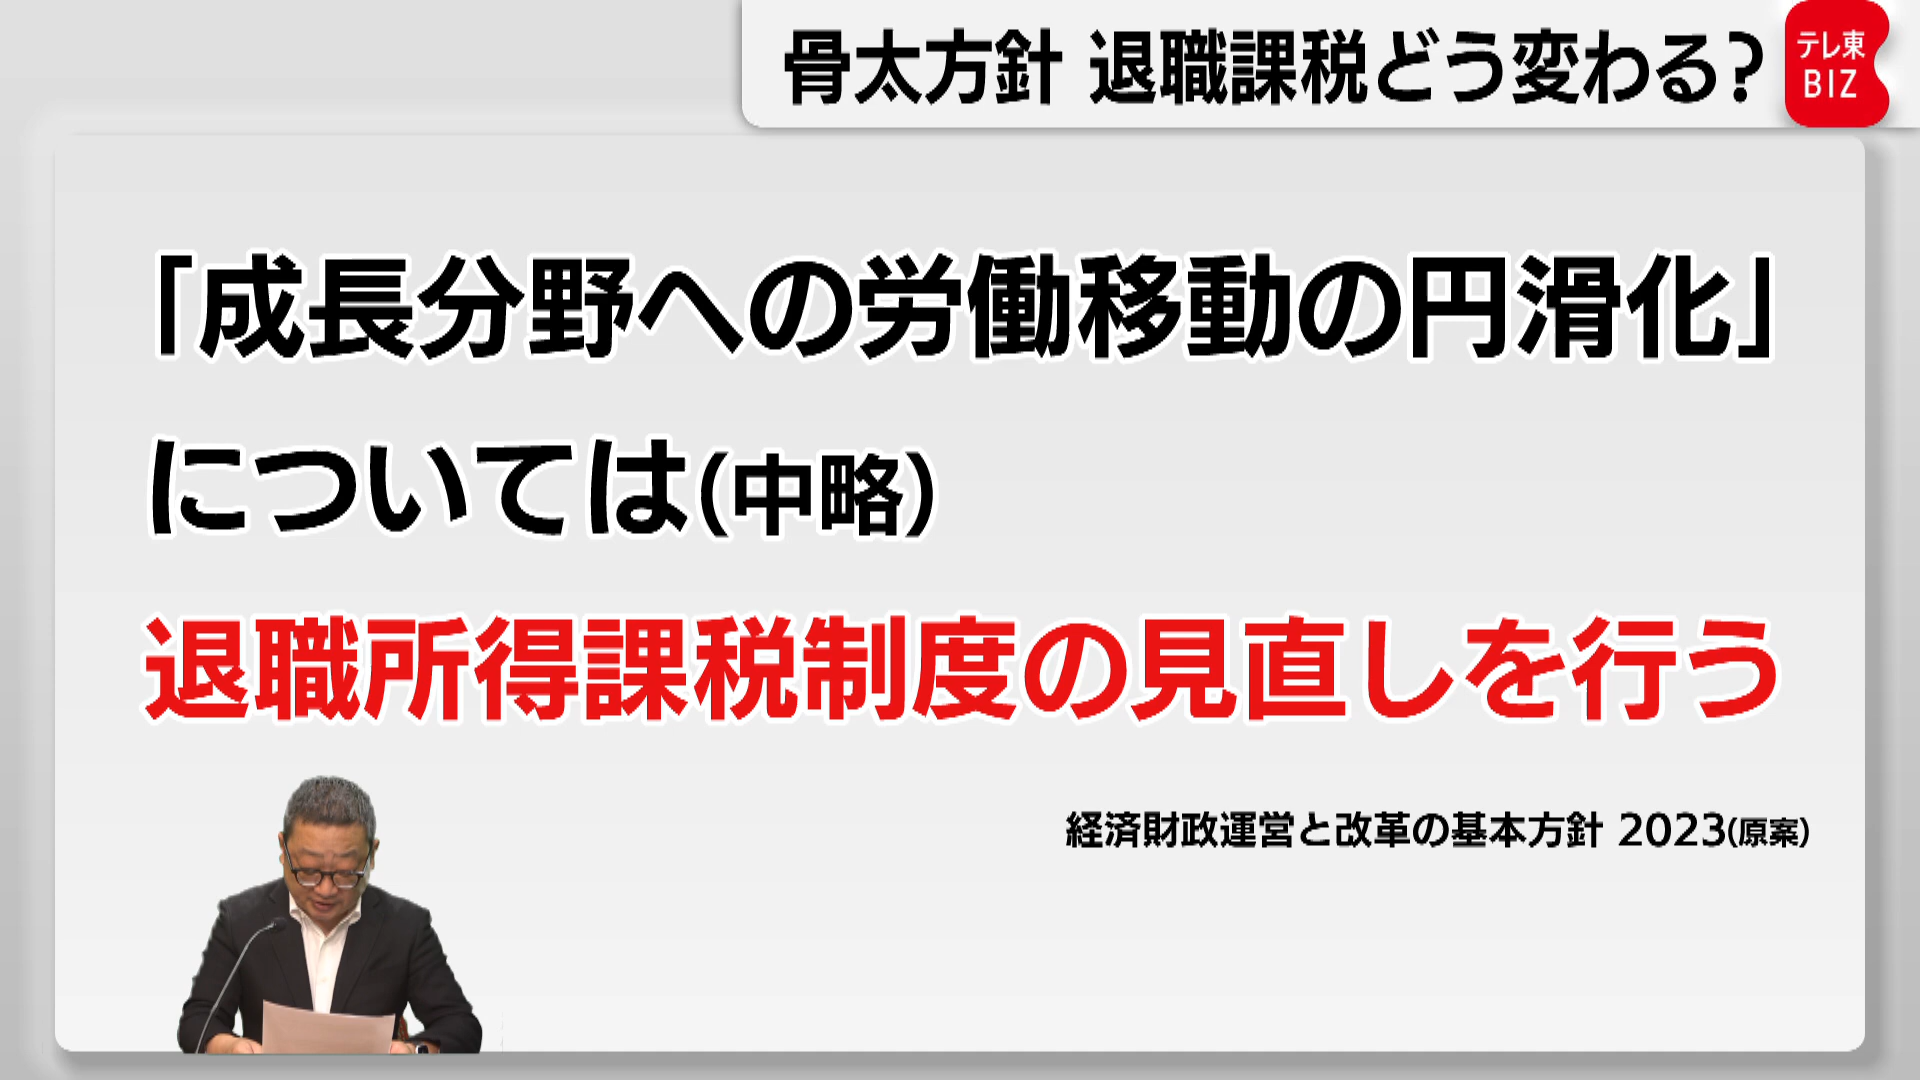 骨太方針 退職課税どう変わる?
テレ東
BIZ
「成長分野への労働移動の円滑化」
については(中略)
退職所得課税制度の見直しを行う
経済財政運営と改革の基本方針 2023(原案)